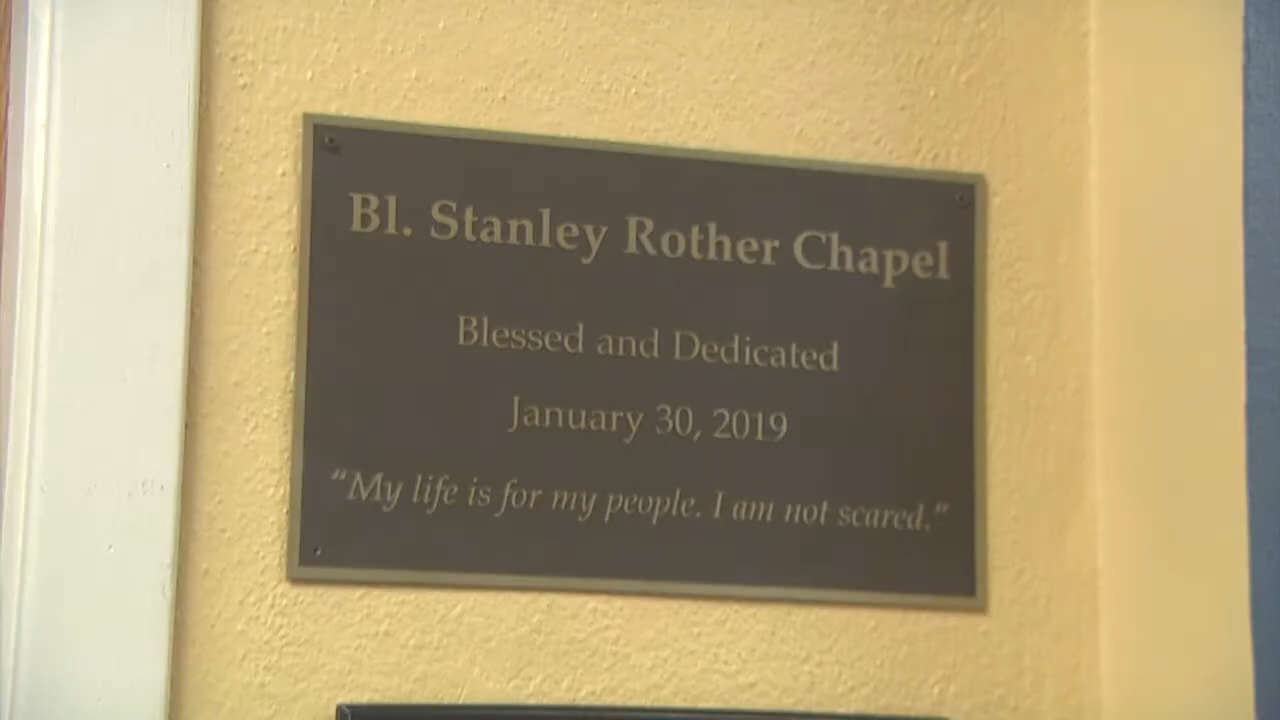 Bl. Stanley Rother Chapel
Blessed and Dedicated
January 30, 2019
“My life is for my people. I am not scared.”